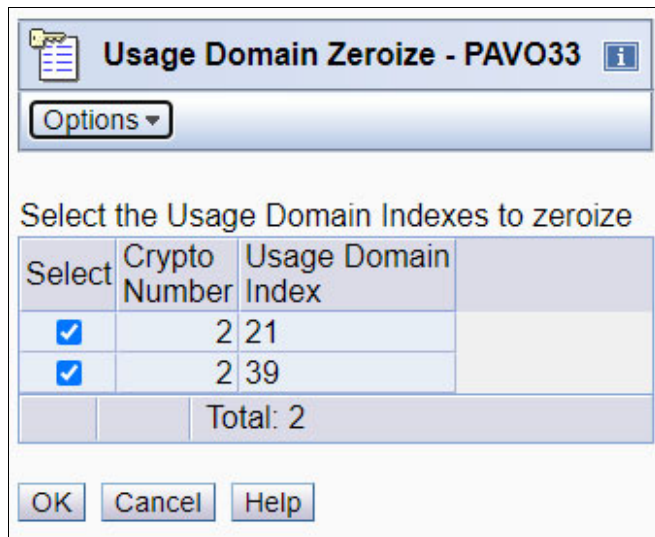 Usage Domain Zeroize - PAVO33 i
Options
Select the Usage Domain Indexes to zeroize
Select Crypto Number Usage Domain Index
2 21
2 39
Total: 2
OK Cancel Help